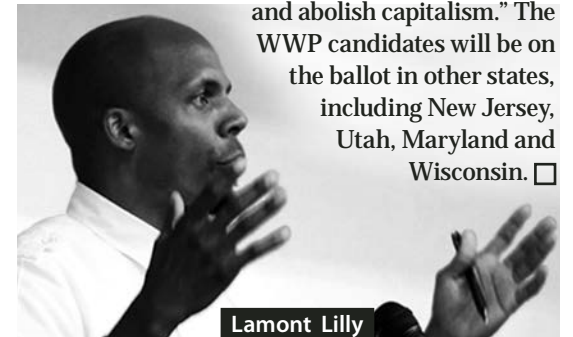 and abolish capitalism.” The
WWP candidates will be on
the ballot in other states,
including New Jersey,
Utah, Maryland and
Wisconsin. □
Lamont Lilly